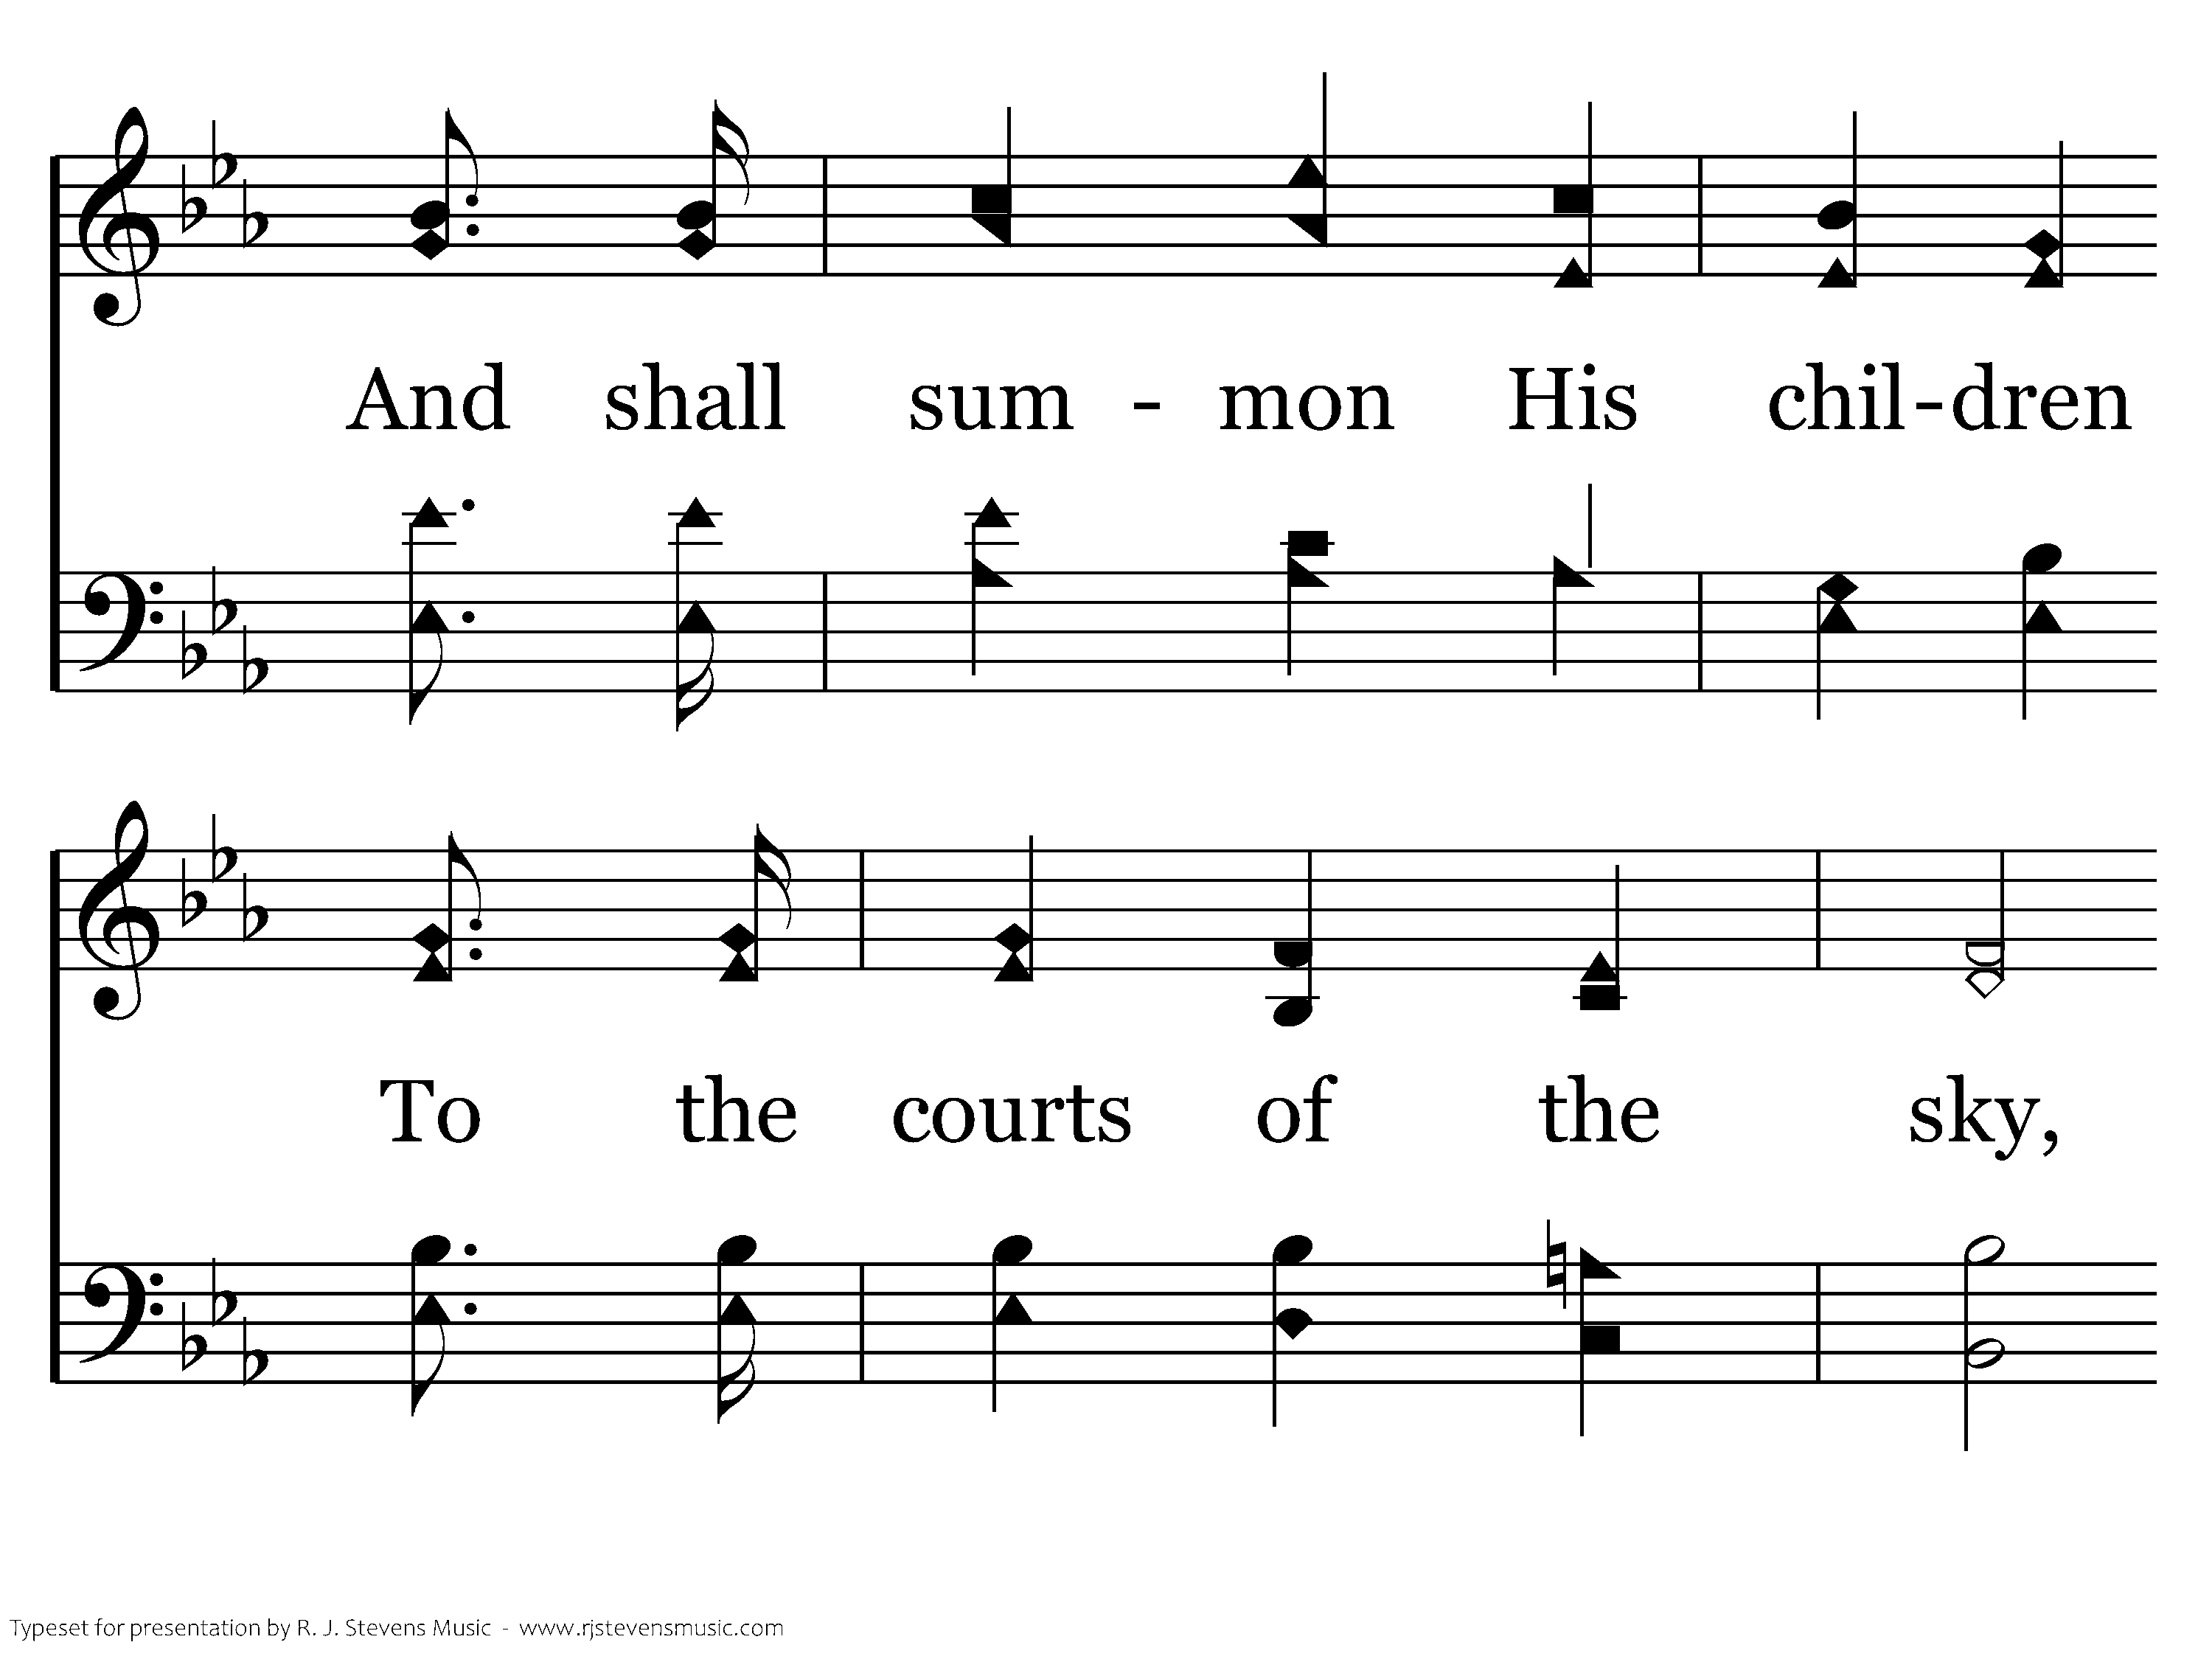 And shall sum - mon His chil-dren
To the courts of the sky,
Typeset for presentation by R. J. Stevens Music - www.rjstevensmusic.com